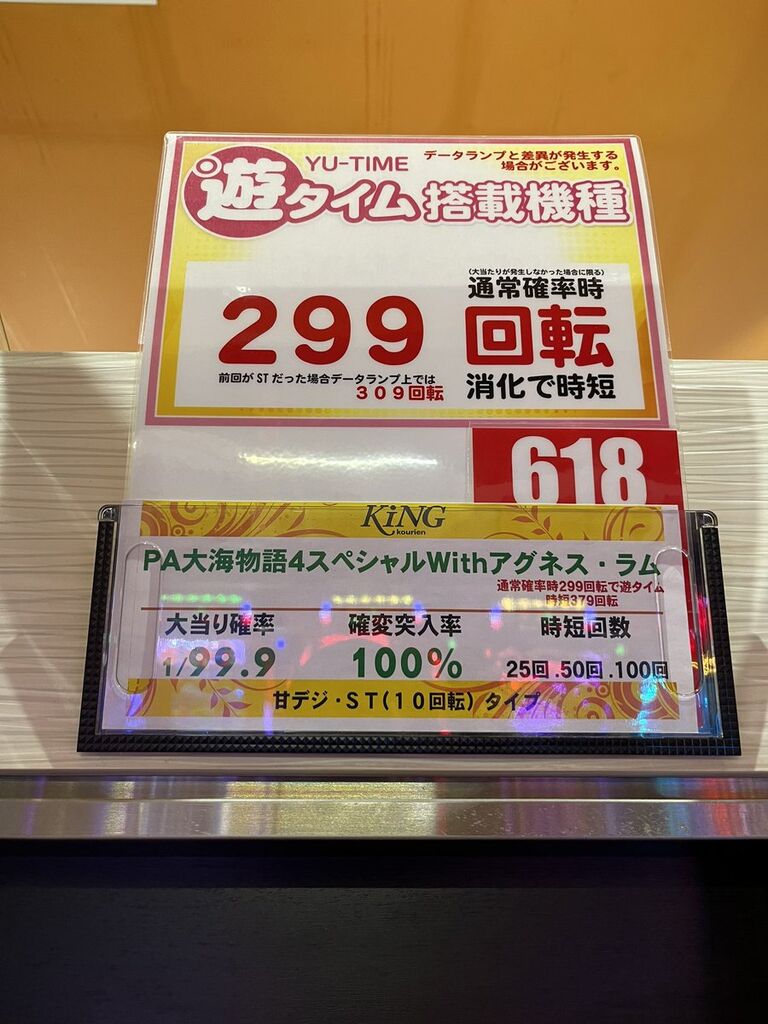 YU-TIME
データランプと差異が発生する
場合がございます。
遊タイム搭載機種
(大当たりが発生しなかった場合に限る)
通常確率時
299 回転
消化で時短
前回がSTだった場合データランプ上では
309回転
618
KiNG
kourien
PA大海物語4スペシャルWithアグネス・ラム
通常確率時299回転で遊タイム
時短379回転
大当り確率 確変突入率 時短回数
1/99.9 100% 25回.50回.100回
甘デジ・ST(10回転)タイプ